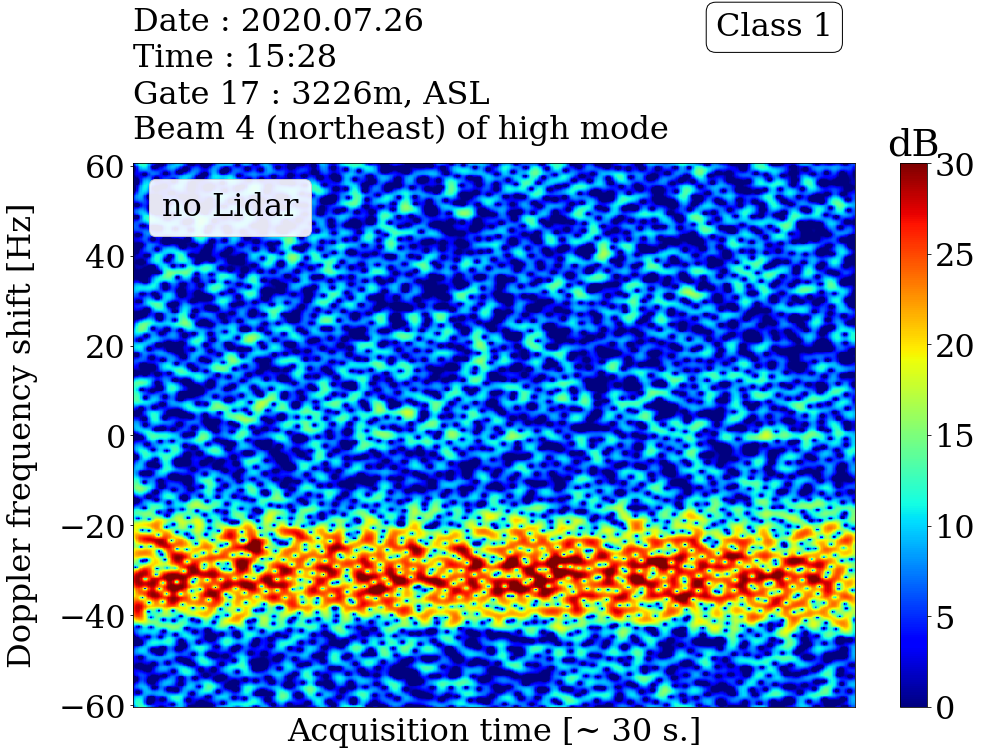 Date : 2020.07.26
Time : 15:28
Gate 17 : 3226m, ASL
Beam 4 (northeast) of high mode
Class 1
dB
no Lidar
Doppler frequency shift [Hz]
60
40
20
0
−20
−40
−60
Acquisition time [~ 30 s.]
30
25
20
15
10
5
0